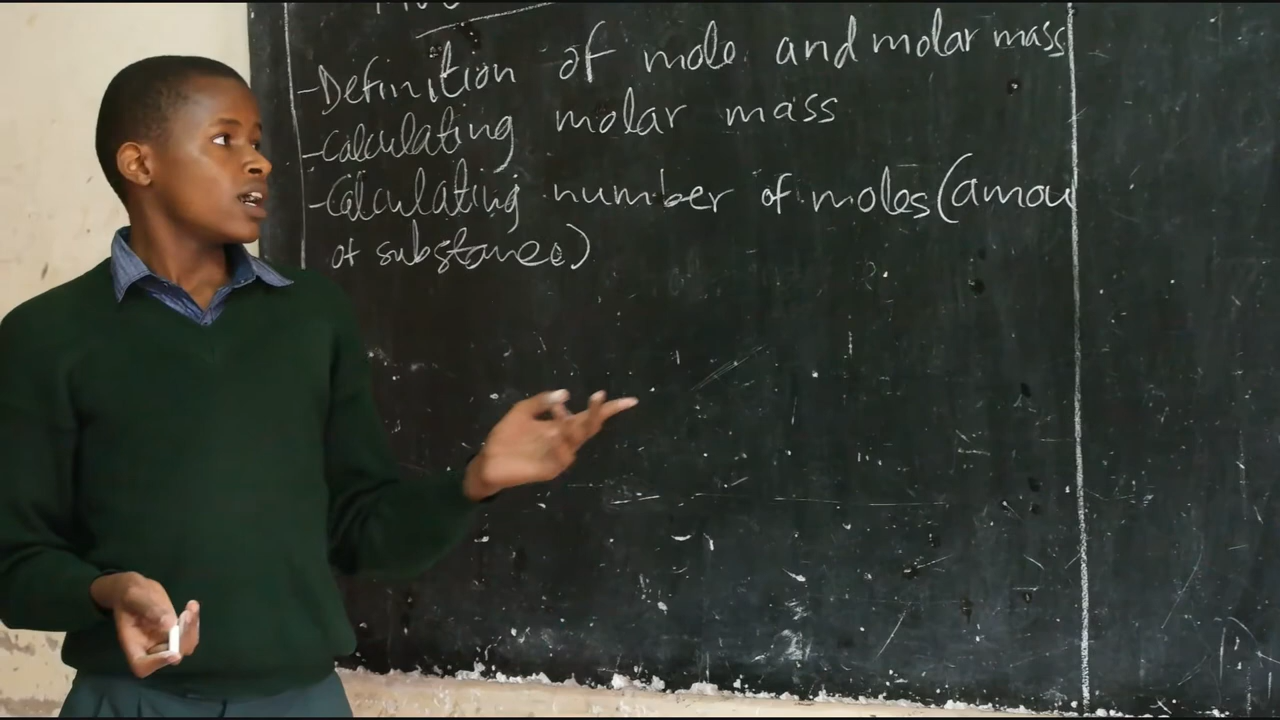 -Definition of mole and molar mass
-Calculating molar mass
-Calculating number of moles (amou
of substance)